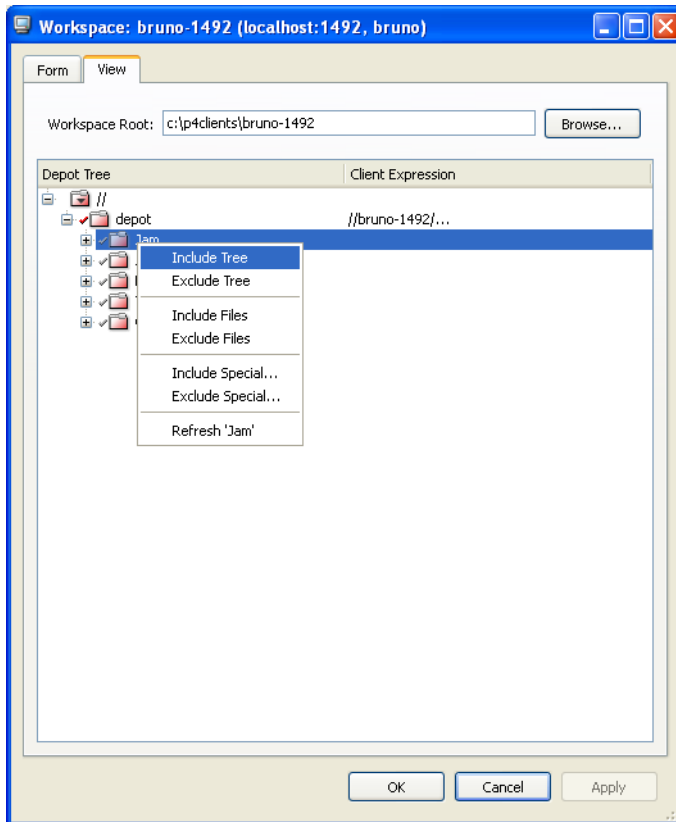 Workspace: bruno-1492 (localhost:1492, bruno)
Form View
Workspace Root: c:\p4clients\bruno-1492 Browse...
Depot Tree Client Expression
//
depot //bruno-1492/...
Jam
Include Tree
Exclude Tree
Include Files
Exclude Files
Include Special...
Exclude Special...
Refresh 'Jam'
OK Cancel Apply